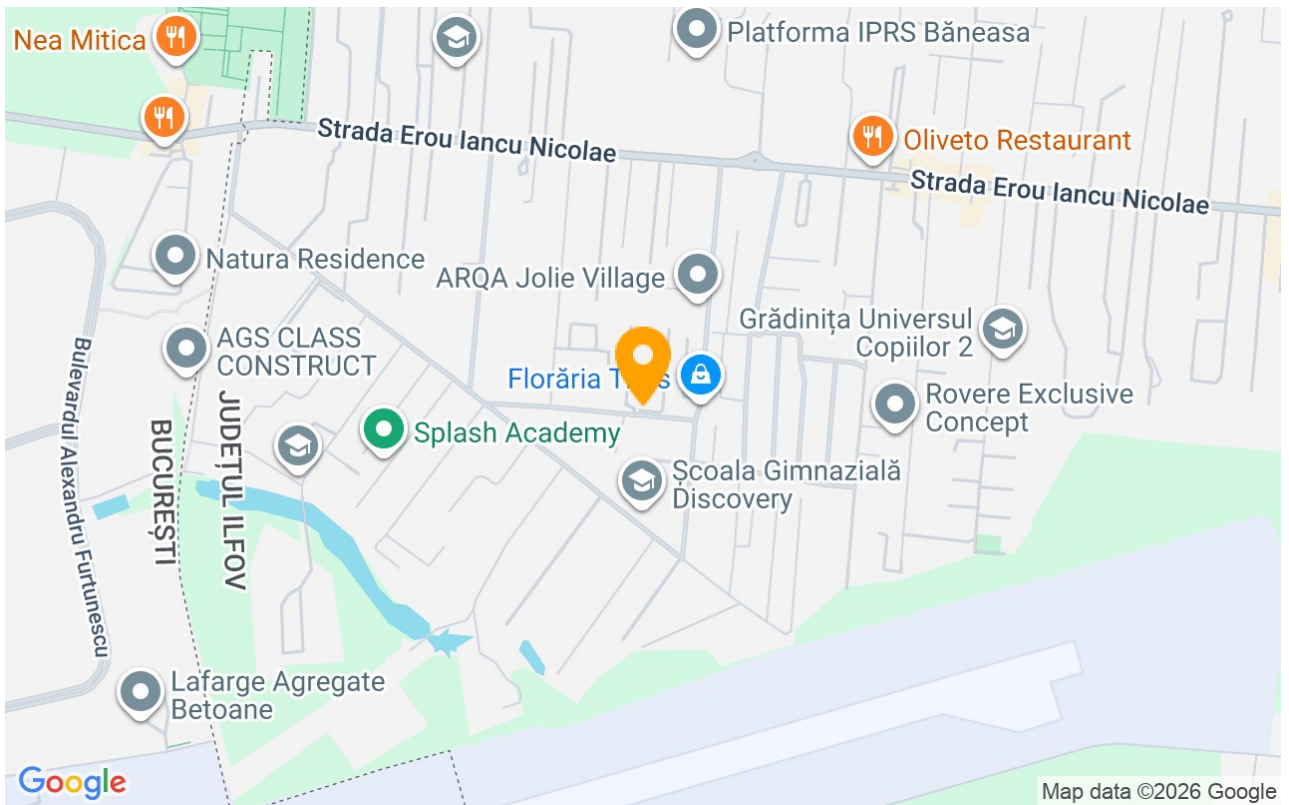 Nea Mitica
Platforma IPRS Băneasa
Strada Erou Iancu Nicolae
Oliveto Restaurant
Strada Erou Iancu Nicolae
Natura Residence
ARQA Jolie Village
Grădinița Universul
Copiilor 2
AGS CLASS
CONSTRUCT
Florăria
Rovere Exclusive
Concept
Splash Academy
Școala Gimnazială
Discovery
Bulevardul Alexandru Furtunescu
BUCUREȘTI
JUDEȚUL ILFOV
Lafarge Agregate
Betoane
Google
Map data ©2026 Google